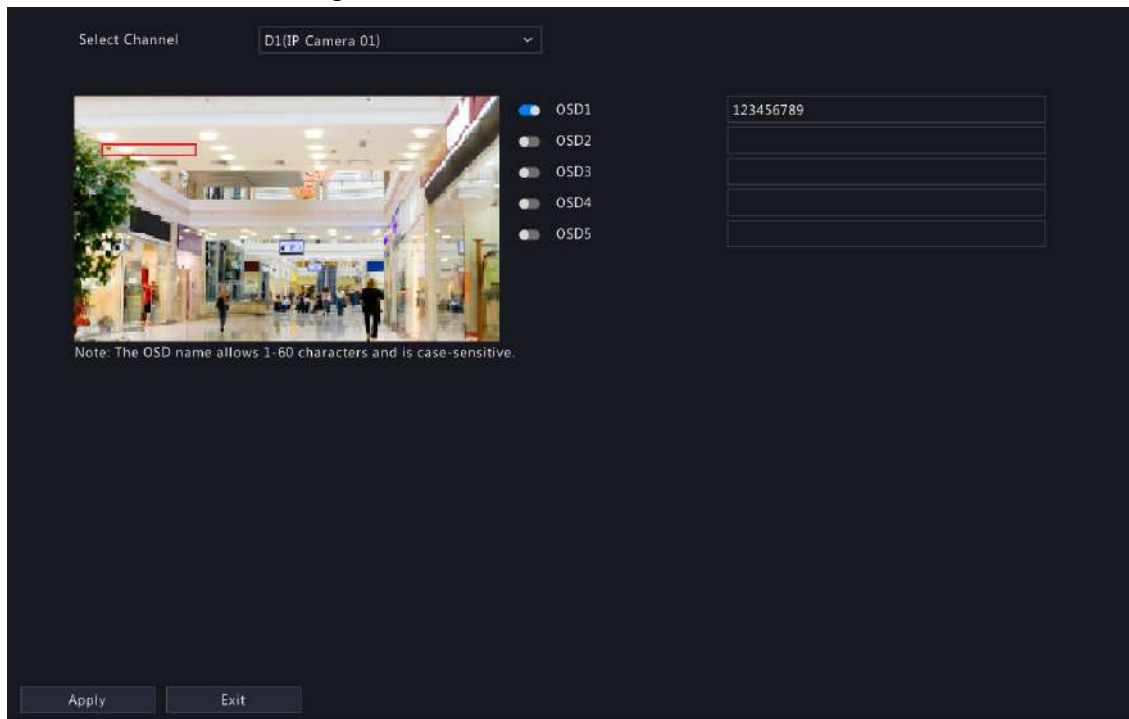 Select Channel D1(IP Camera 01)
OSD1 123456789
OSD2
OSD3
OSD4
OSD5
Note: The OSD name allows 1-60 characters and is case-sensitive.
Apply Exit